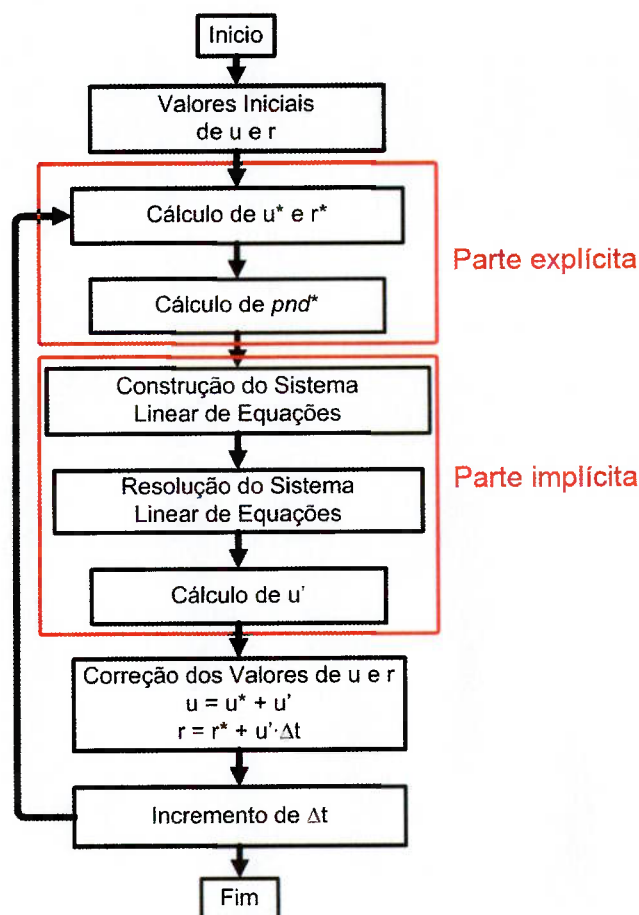 Inicio
Valores Iniciais
de u e r
Cálculo de u* e r*
Cálculo de pnd*
Parte explícita
Construção do Sistema
Linear de Equações
Resolução do Sistema
Linear de Equações
Cálculo de u'
Parte implícita
Correção dos Valores de u e r
u = u* + u'
r = r* + u'·Δt
Incremento de Δt
Fim